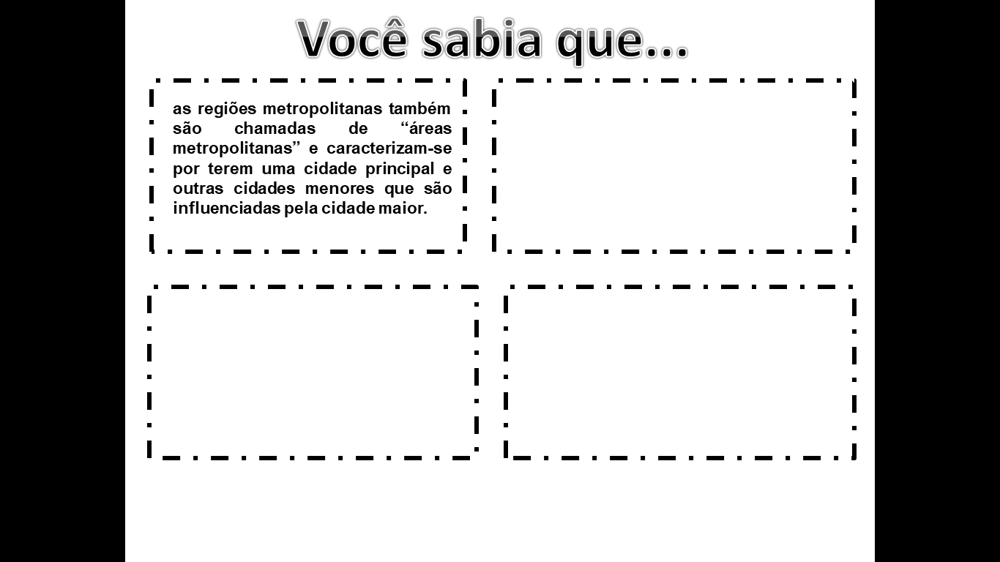 Você sabia que...
as regiões metropolitanas também
são chamadas de “áreas
metropolitanas” e caracterizam-se
por terem uma cidade principal e
outras cidades menores que são
influenciadas pela cidade maior.